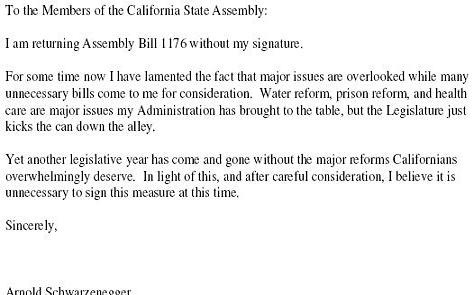 To the Members of the California State Assembly:
I am returning Assembly Bill 1176 without my signature.
For some time now I have lamented the fact that major issues are overlooked while many
unnecessary bills come to me for consideration. Water reform, prison reform, and health
care are major issues my Administration has brought to the table, but the Legislature just
kicks the can down the alley.
Yet another legislative year has come and gone without the major reforms Californians
overwhelmingly deserve. In light of this, and after careful consideration, I believe it is
unnecessary to sign this measure at this time.
Sincerely,
Arnold Schwarzenegger